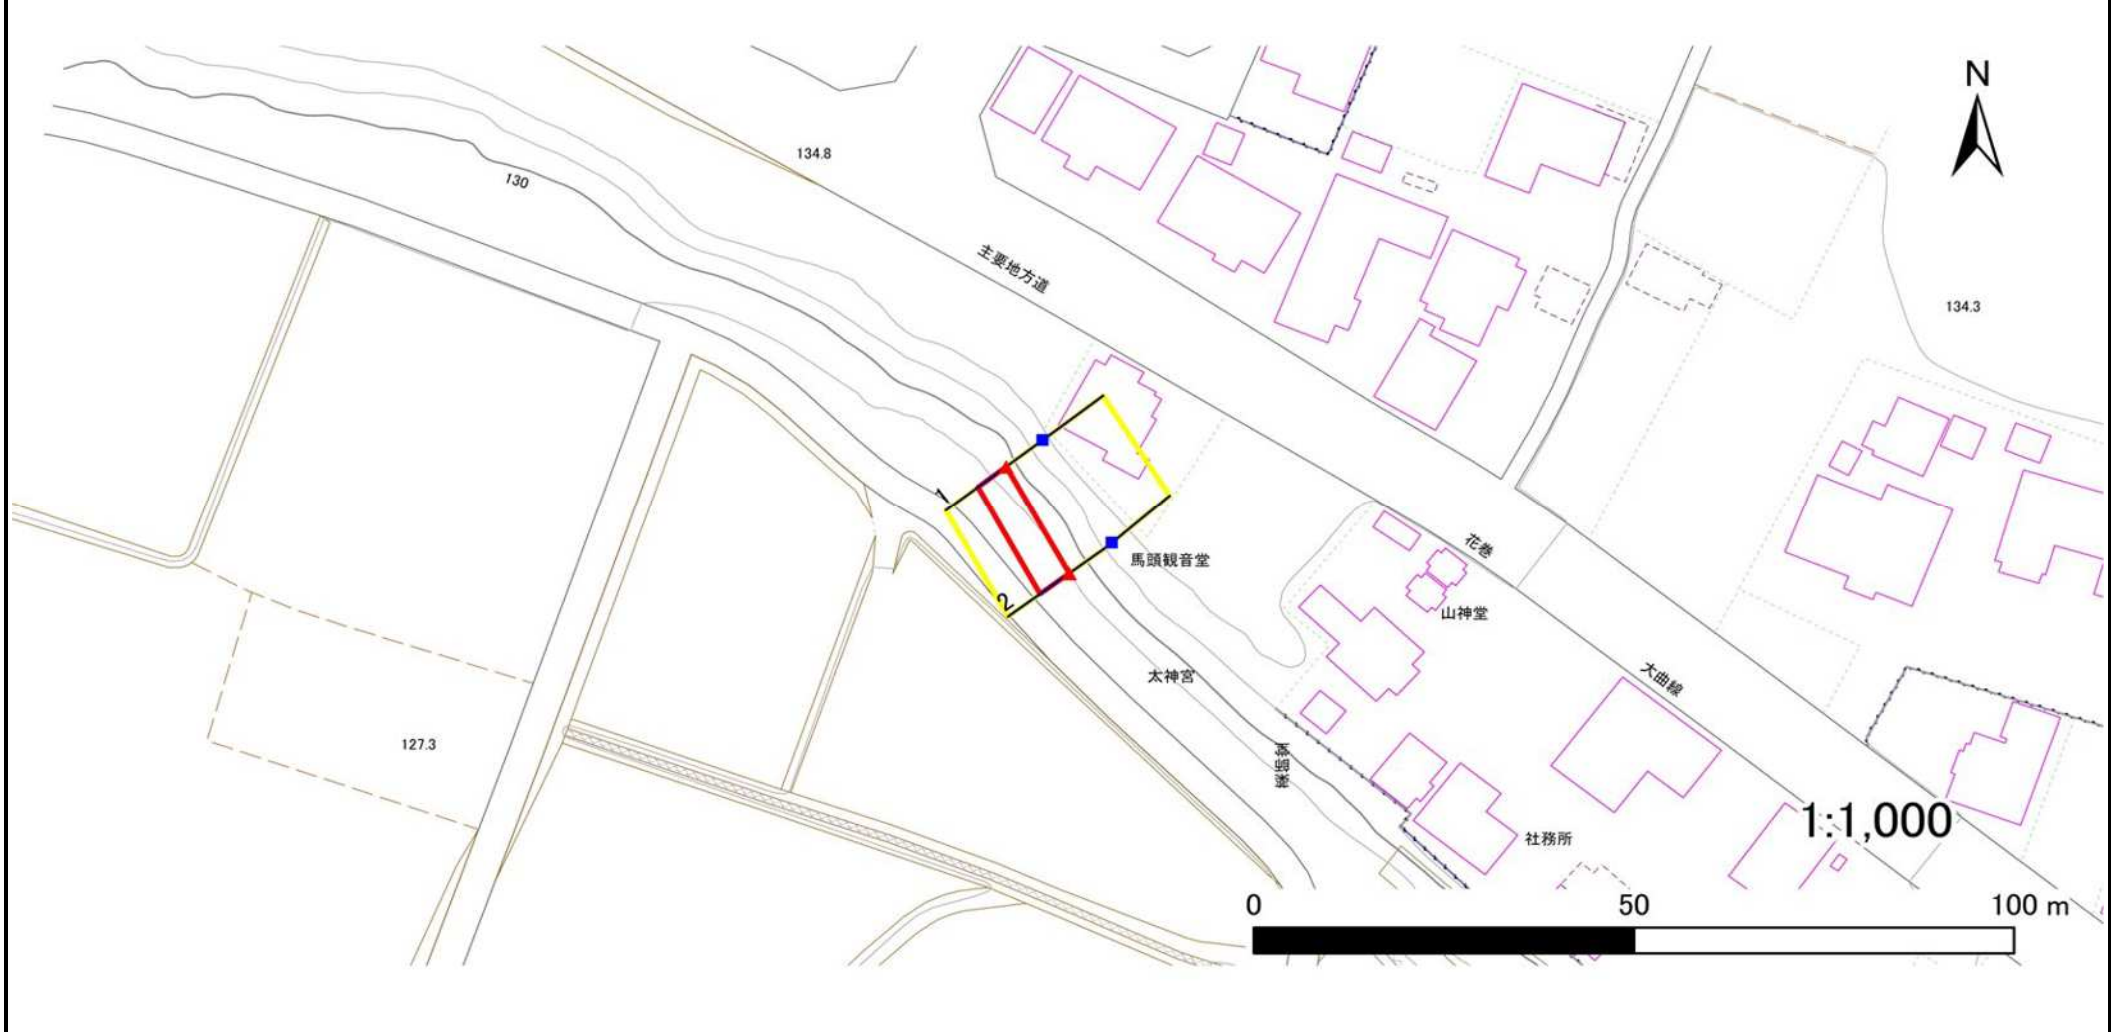 N
134.8
130
主要地方道
134.3
1
花巻
馬頭観音堂
2
山神堂
太神宮
大曲線
127.3
1:1,000
社務所
0 50 100 m